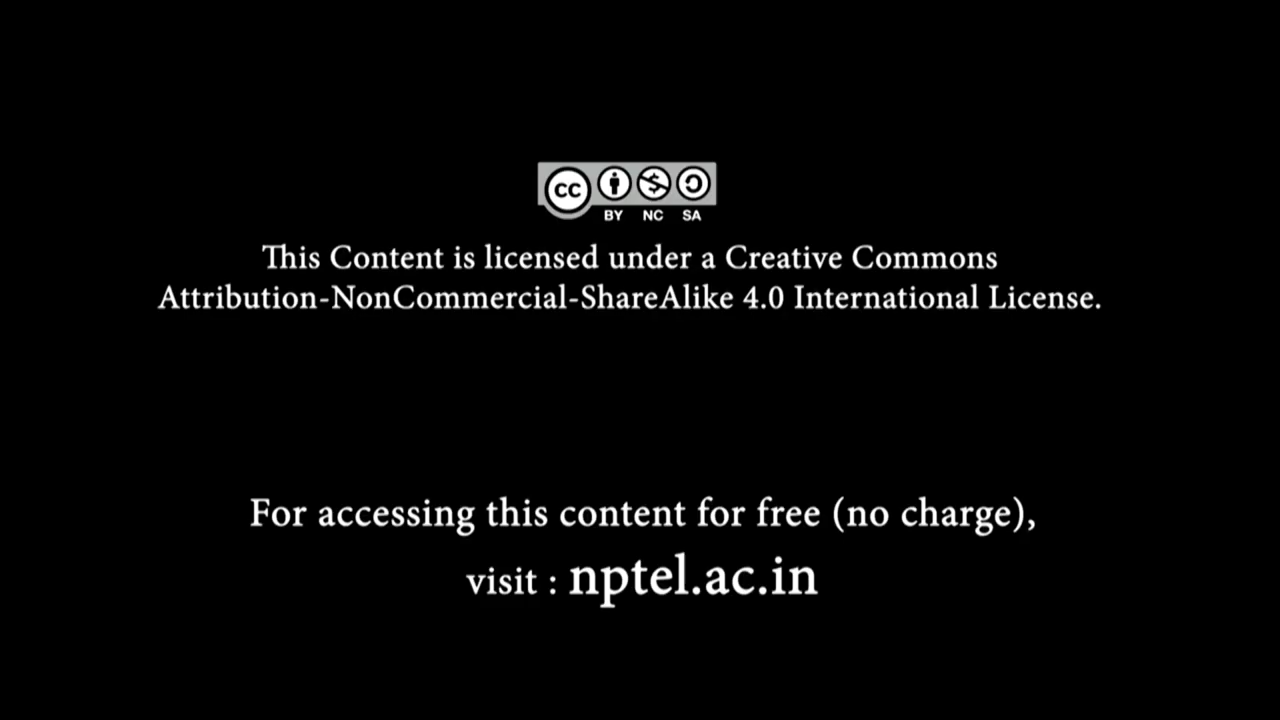 CC BY NC SA
This Content is licensed under a Creative Commons
Attribution-NonCommercial-ShareAlike 4.0 International License.
For accessing this content for free (no charge),
visit : nptel.ac.in